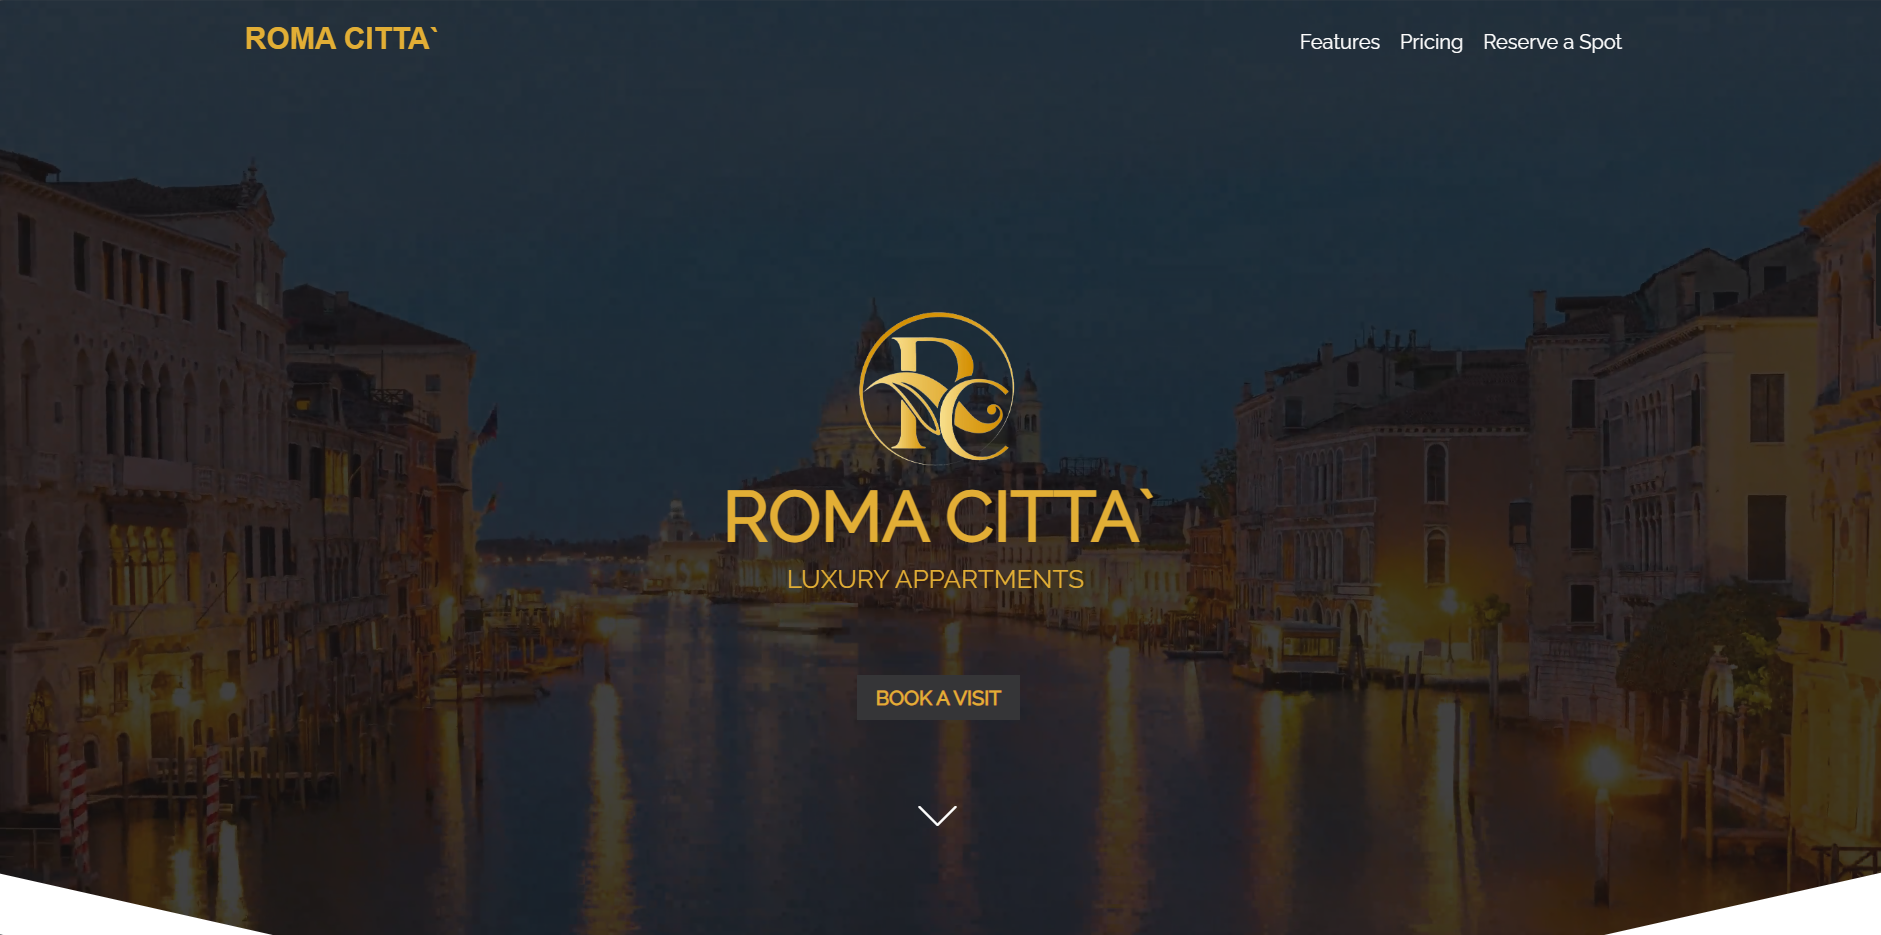 ROMA CITTA`
Features Pricing Reserve a Spot
RC
ROMA CITTA`
LUXURY APPARTMENTS
BOOK A VISIT